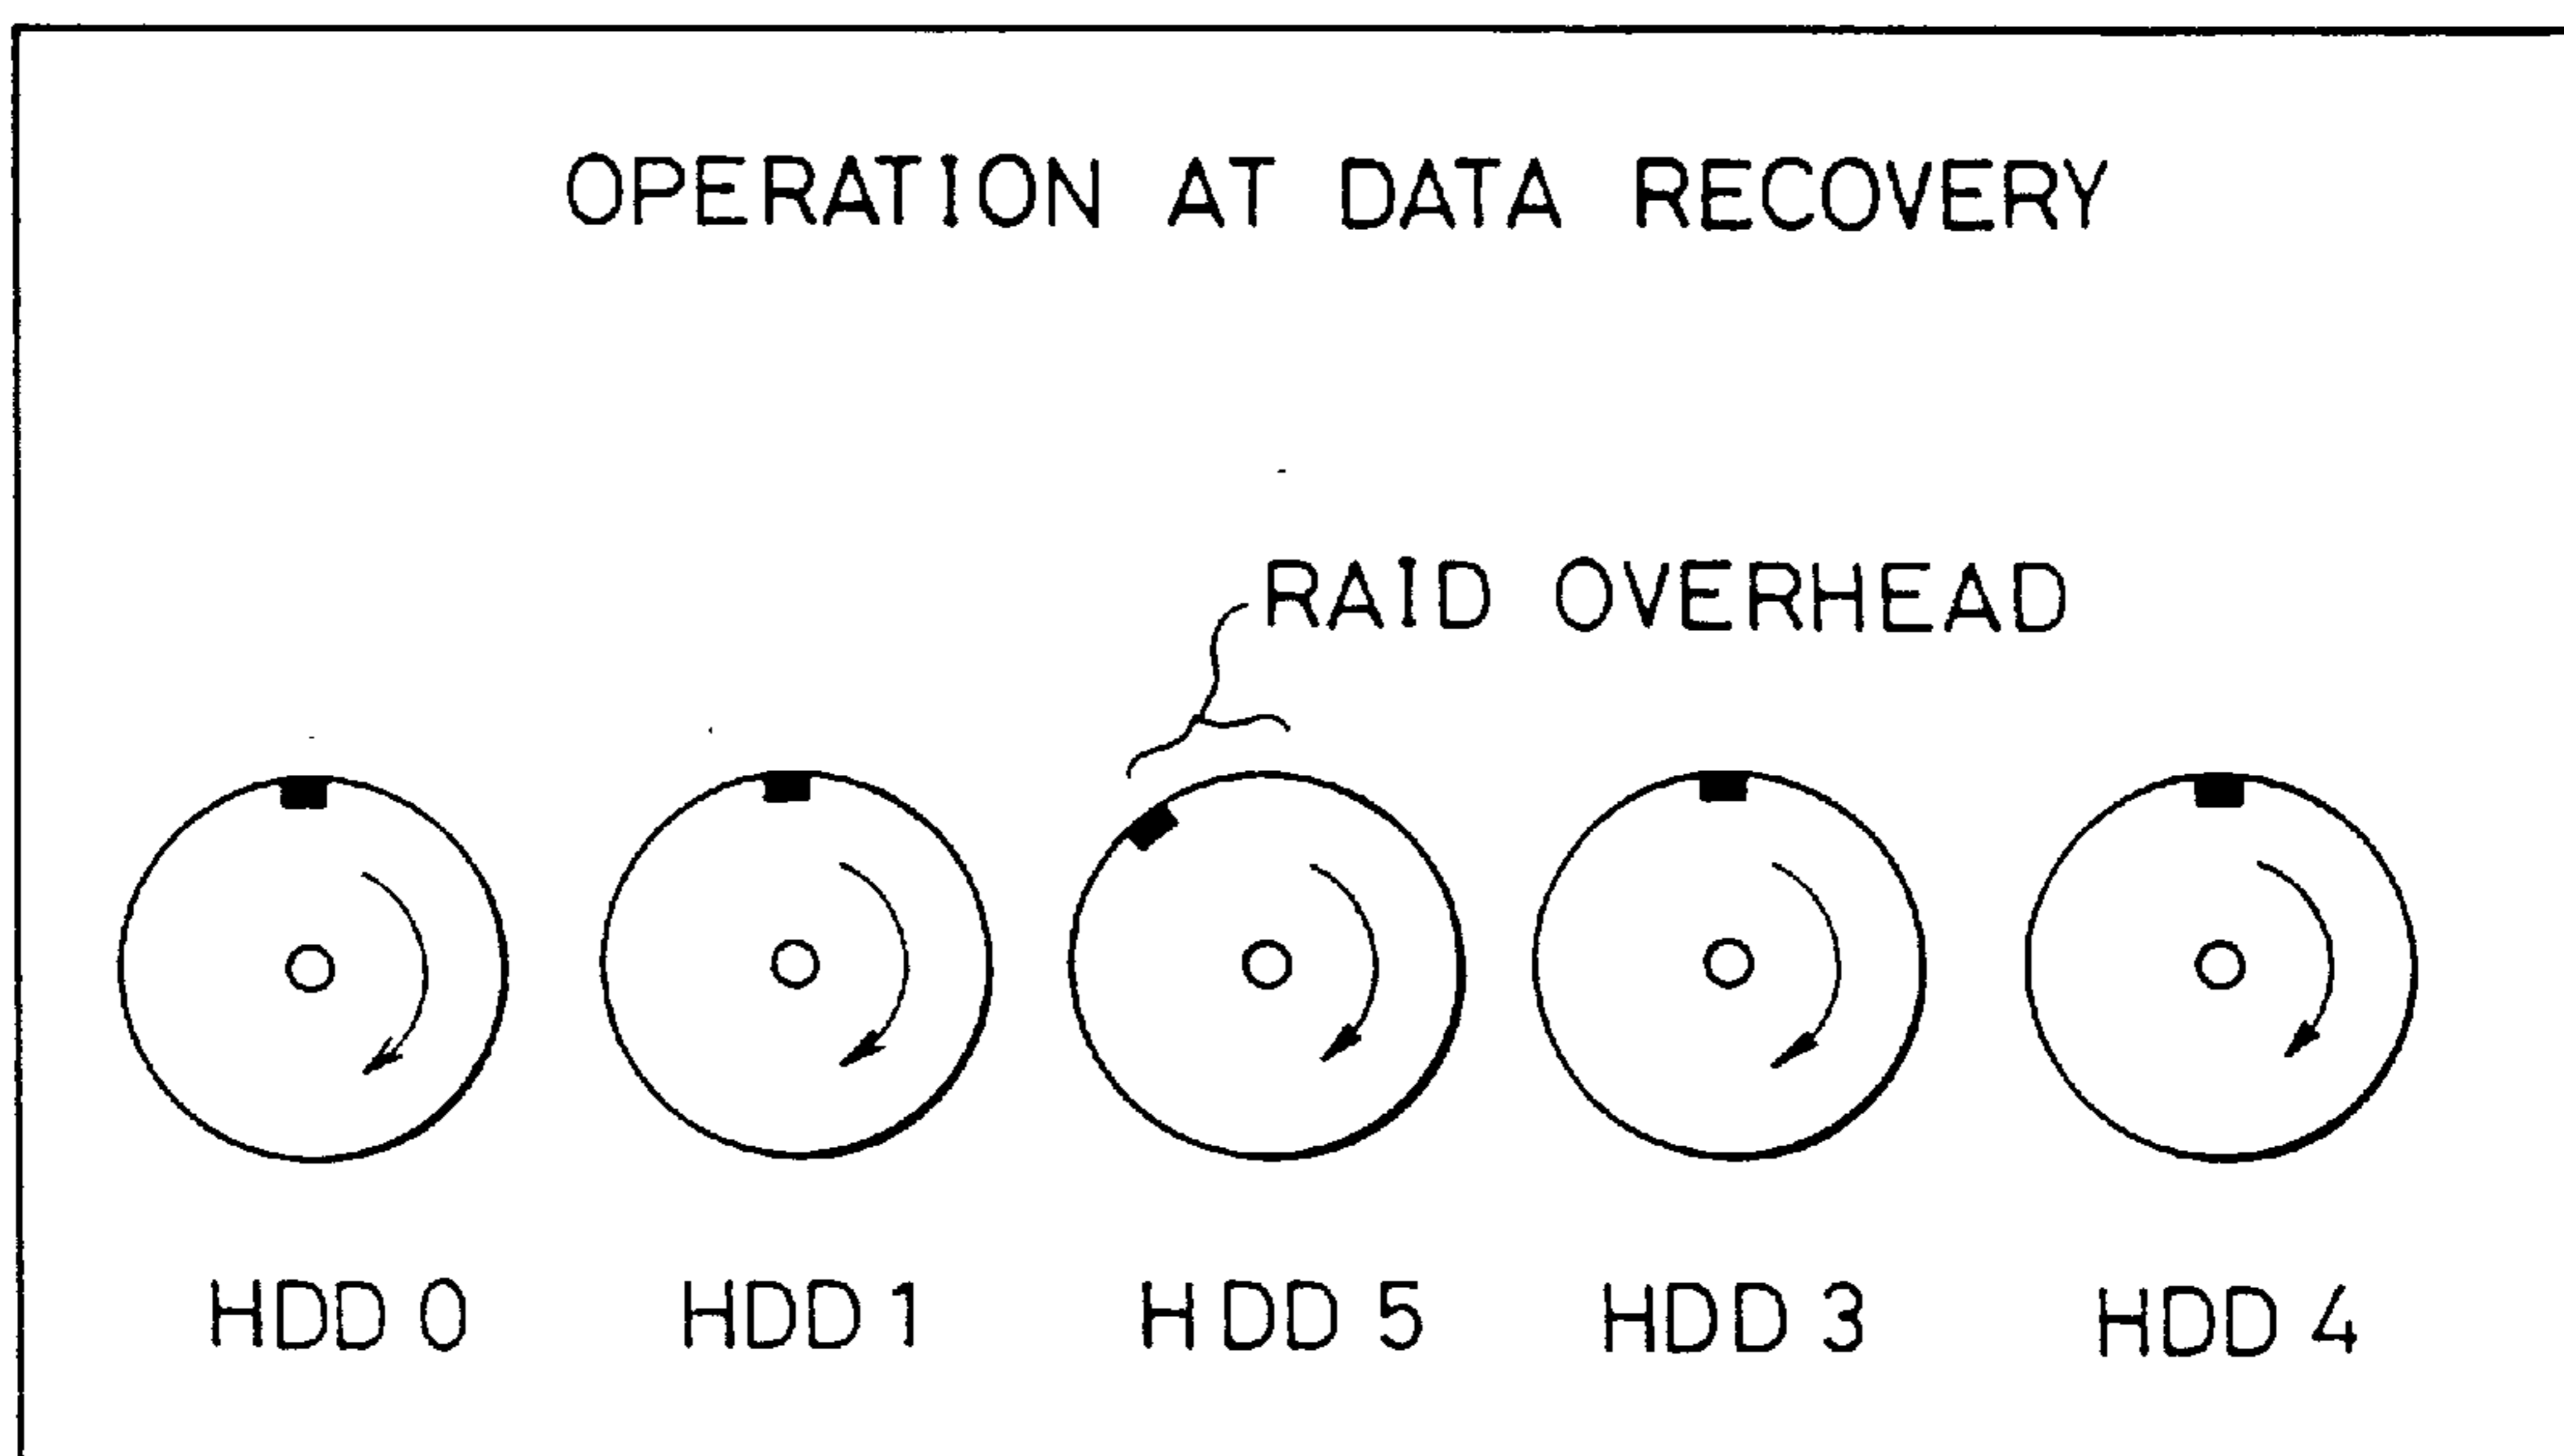 OPERATION AT DATA RECOVERY
RAID OVERHEAD
HDD 0
HDD 1
HDD 5
HDD 3
HDD 4